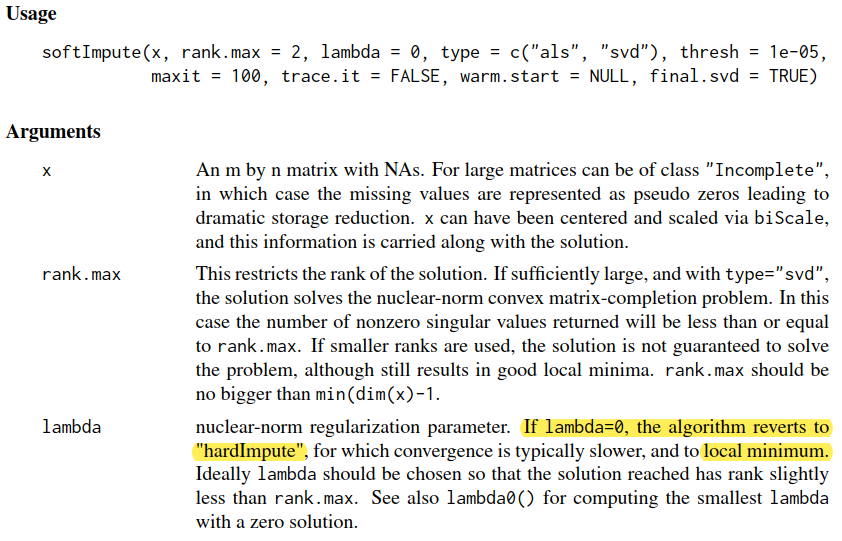 Usage
softImpute(x, rank.max = 2, lambda = 0, type = c("als", "svd"), thresh = 1e-05,
maxit = 100, trace.it = FALSE, warm.start = NULL, final.svd = TRUE)
Arguments
x An m by n matrix with NAs. For large matrices can be of class "Incomplete",
in which case the missing values are represented as pseudo zeros leading to
dramatic storage reduction. x can have been centered and scaled via biScale,
and this information is carried along with the solution.
rank.max This restricts the rank of the solution. If sufficiently large, and with type="svd",
the solution solves the nuclear-norm convex matrix-completion problem. In this
case the number of nonzero singular values returned will be less than or equal
to rank.max. If smaller ranks are used, the solution is not guaranteed to solve
the problem, although still results in good local minima. rank.max should be
no bigger than min(dim(x)-1.
lambda nuclear-norm regularization parameter. If lambda=0, the algorithm reverts to
"hardImpute", for which convergence is typically slower, and to local minimum.
Ideally lambda should be chosen so that the solution reached has rank slightly
less than rank.max. See also lambda0() for computing the smallest lambda
with a zero solution.